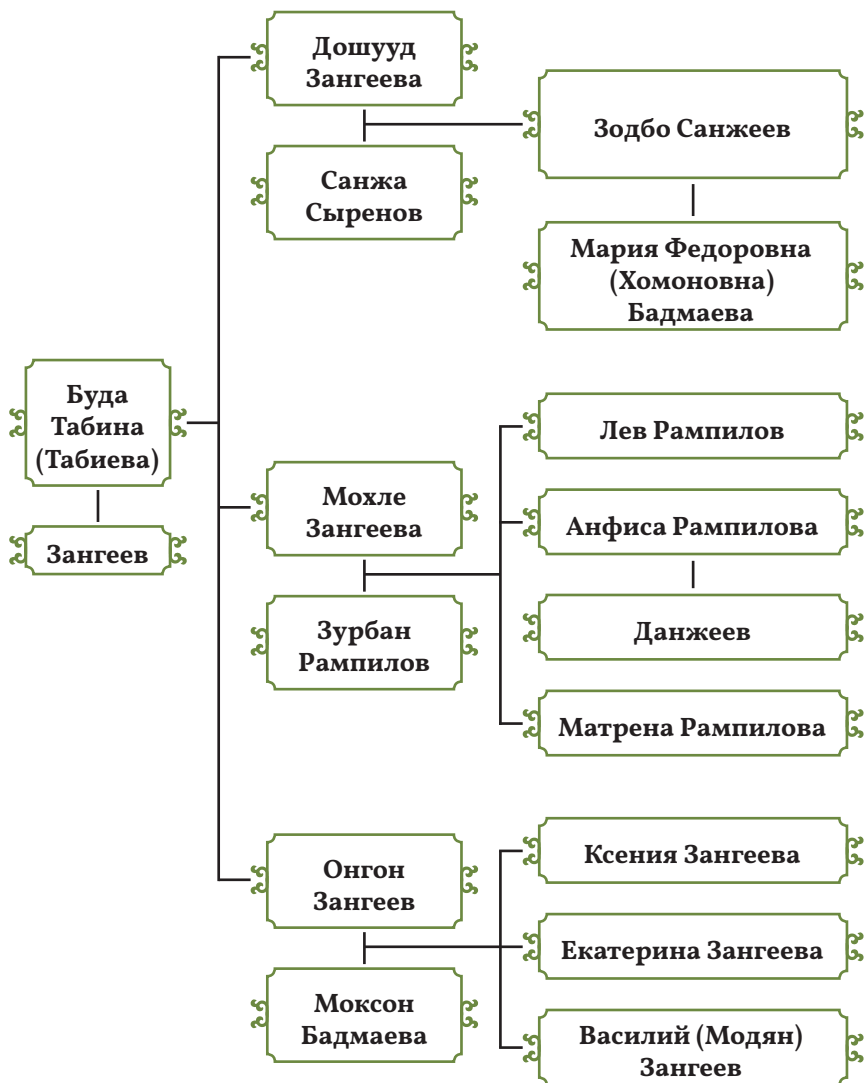 Дошууд
Зангеева
Санжа
Сыренов
Зодбо Санжеев
Мария Федоровна
(Хомоновна)
Бадмаева
Буда
Табина
(Табиева)
Зангеев
Мохле
Зангеева
Зурбан
Рампилов
Лев Рампилов
Анфиса Рампилова
Данжеев
Матрена Рампилова
Онгон
Зангеев
Моксон
Бадмаева
Ксения Зангеева
Екатерина Зангеева
Василий (Модян)
Зангеев